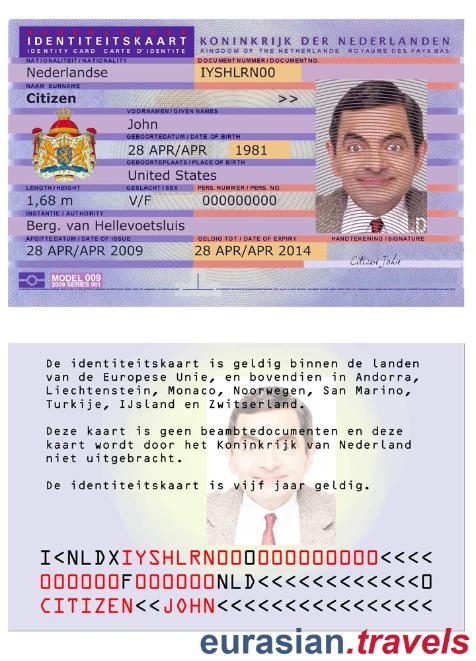 IDENTITEITSKAART KONINKRIJK DER NEDERLANDEN
IDENTITY CARD CARTE D'IDENTITE KINGDOM OF THE NETHERLANDS ROYAUME DES PAYS-BAS
NATIONALITEIT / NATIONALITY DOCUMENT NUMMER / DOCUMENTNO.
Nederlandse IYSHLRN00
NAAM SURNAME
Citizen >>
VOORNAMEN / GIVEN NAMES
John
GEBOORTEDATUM / DATE OF BIRTH
28 APR/APR 1981
GEBOORTEPLAATS / PLACE OF BIRTH
United States
LENGTH / HEIGHT GESLACHT / SEX PERS. NUMMER / PERS. NO.
1,68 m V/F 000000000
INSTANTIE / AUTHORITY
Berg. van Hellevoetsluis
AFGIFTEDATUM / DATE OF ISSUE GELDIG TOT / DATE OF EXPIRY HANDTEKENING / SIGNATURE
28 APR/APR 2009 28 APR/APR 2014
Citizen John
MODEL 009
2009 SERIES 001
De identiteitskaart is geldig binnen de landen
van de Europese Unie, en bovendien in Andorra,
Liechtenstein, Monaco, Noorwegen, San Marino,
Turkije, IJsland en Zwitserland.
Deze kaart is geen beambtedocumenten en deze
kaart wordt door het Koninkrijk van Nederland
niet uitgebracht.
De identiteitskaart is vijf jaar geldig.
I<NLDXIYSHLRN00000000000000<<<<
000000F000000NLD<<<<<<<<<<<<0
CITIZEN<<JOHN<<<<<<<<<<<<<<<<<
eurasian.travels